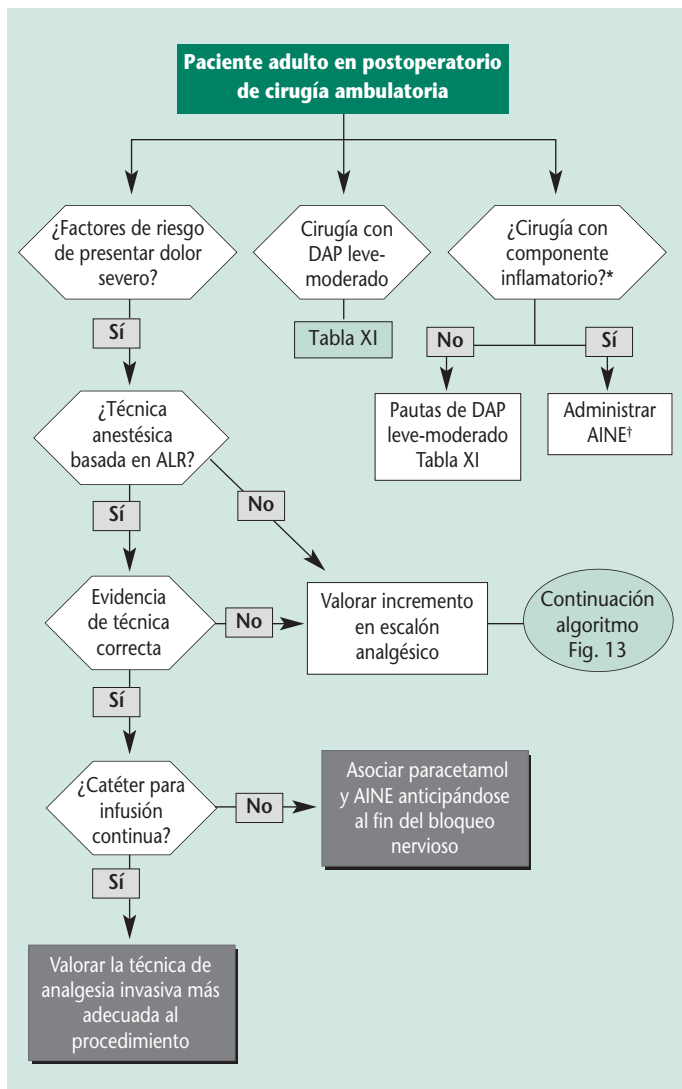 Paciente adulto en postoperatorio
de cirugía ambulatoria
¿Factores de riesgo
de presentar dolor
severo?
Cirugía con
DAP leve-
moderado
¿Cirugía con
componente
inflamatorio?*
Sí
Tabla XI
No
Sí
¿Técnica
anestésica
basada en ALR?
Pautas de DAP
leve-moderado
Tabla XI
Administrar
AINE†
Sí
No
Evidencia
de técnica
correcta
No
Valorar incremento
en escalón
analgésico
Continuación
algoritmo
Fig. 13
Sí
¿Catéter para
infusión
continua?
No
Asociar paracetamol
y AINE anticipándose
al fin del bloqueo
nervioso
Sí
Valorar la técnica de
analgesia invasiva más
adecuada al
procedimiento